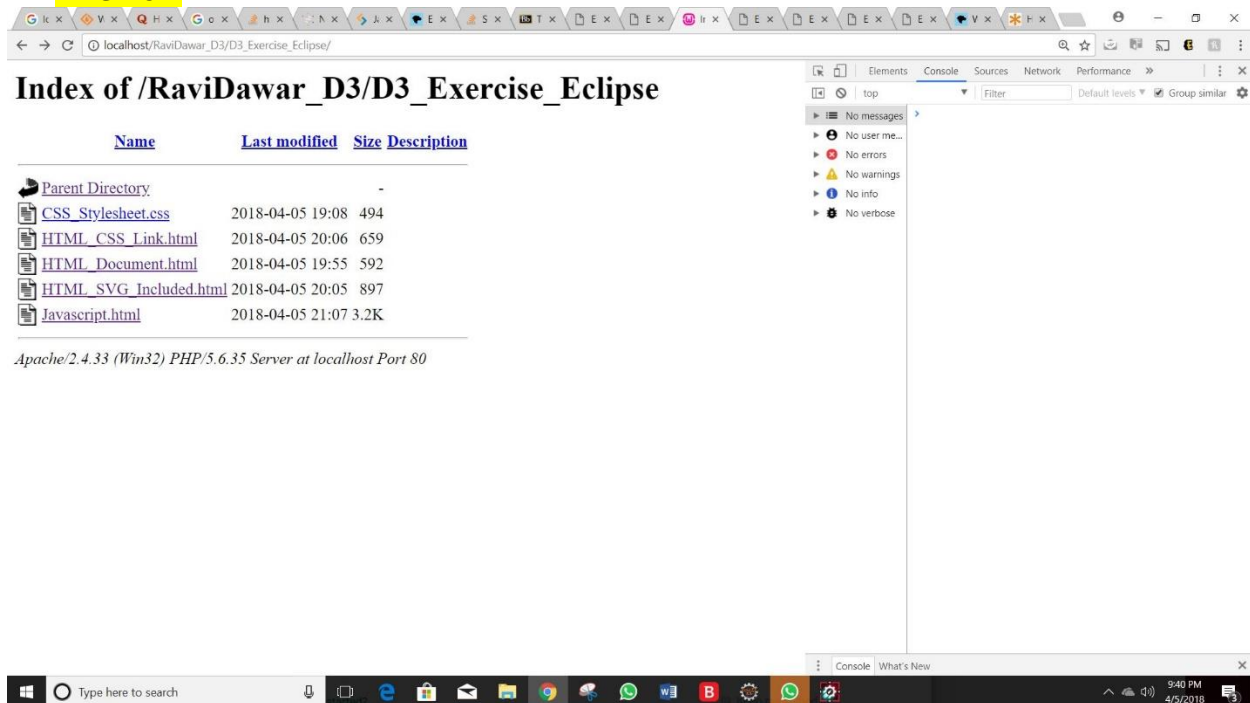 G k V Q H G o h N J E S T E E Ir E E E E V H
localhost/RaviDawar_D3/D3_Exercise_Eclipse/
Index of /RaviDawar_D3/D3_Exercise_Eclipse
Name Last modified Size Description
Parent Directory -
CSS_Stylesheet.css 2018-04-05 19:08 494
HTML_CSS_Link.html 2018-04-05 20:06 659
HTML_Document.html 2018-04-05 19:55 592
HTML_SVG_Included.html 2018-04-05 20:05 897
Javascript.html 2018-04-05 21:07 3.2K
Apache/2.4.33 (Win32) PHP/5.6.35 Server at localhost Port 80
Elements Console Sources Network Performance »
top Filter Default levels Group similar
No messages
No user me...
No errors
No warnings
No info
No verbose
Console What's New
Type here to search
9:40 PM
4/5/2018